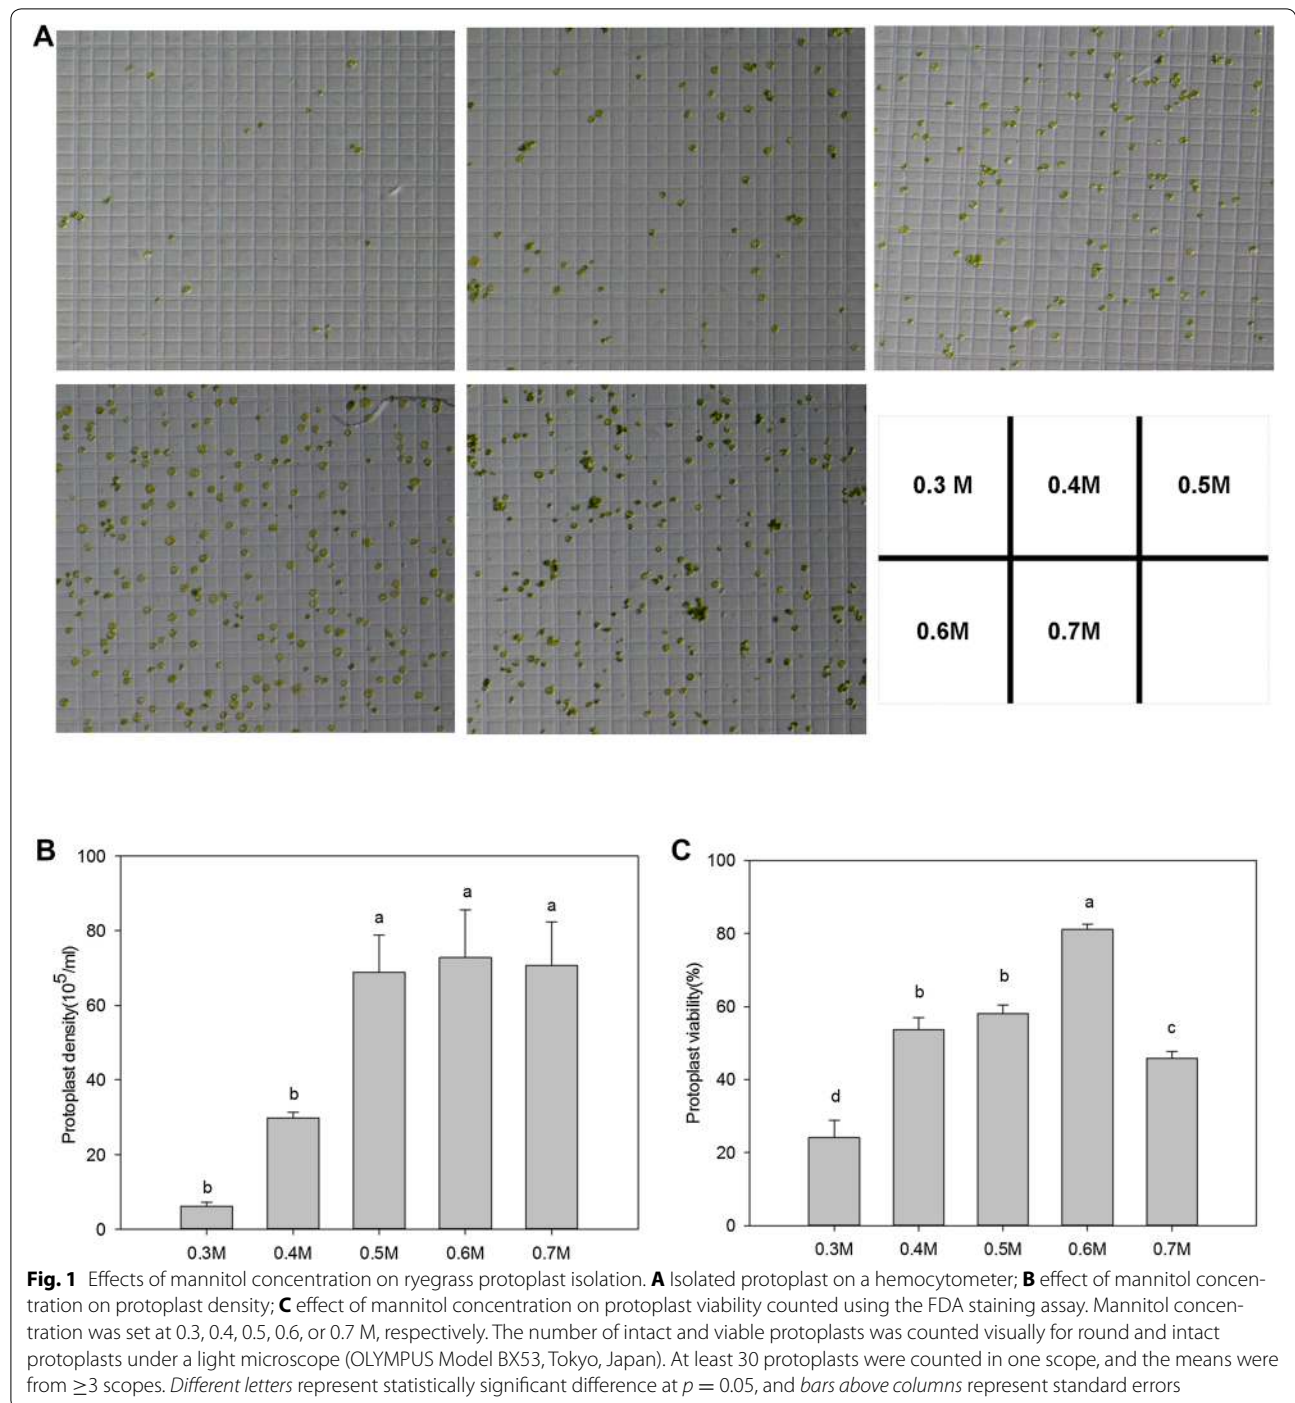 A
0.3 M 0.4M 0.5M
0.6M 0.7M
B
100
80
60
40
20
0
Protoplast density(10^5/ml)
b
b
a
a
a
0.3M 0.4M 0.5M 0.6M 0.7M
C
100
80
60
40
20
0
Protoplast viability(%)
d
b
b
a
c
0.3M 0.4M 0.5M 0.6M 0.7M
Fig. 1 Effects of mannitol concentration on ryegrass protoplast isolation. A Isolated protoplast on a hemocytometer; B effect of mannitol concen-
tration on protoplast density; C effect of mannitol concentration on protoplast viability counted using the FDA staining assay. Mannitol concen-
tration was set at 0.3, 0.4, 0.5, 0.6, or 0.7 M, respectively. The number of intact and viable protoplasts was counted visually for round and intact
protoplasts under a light microscope (OLYMPUS Model BX53, Tokyo, Japan). At least 30 protoplasts were counted in one scope, and the means were
from ≥3 scopes. Different letters represent statistically significant difference at p = 0.05, and bars above columns represent standard errors